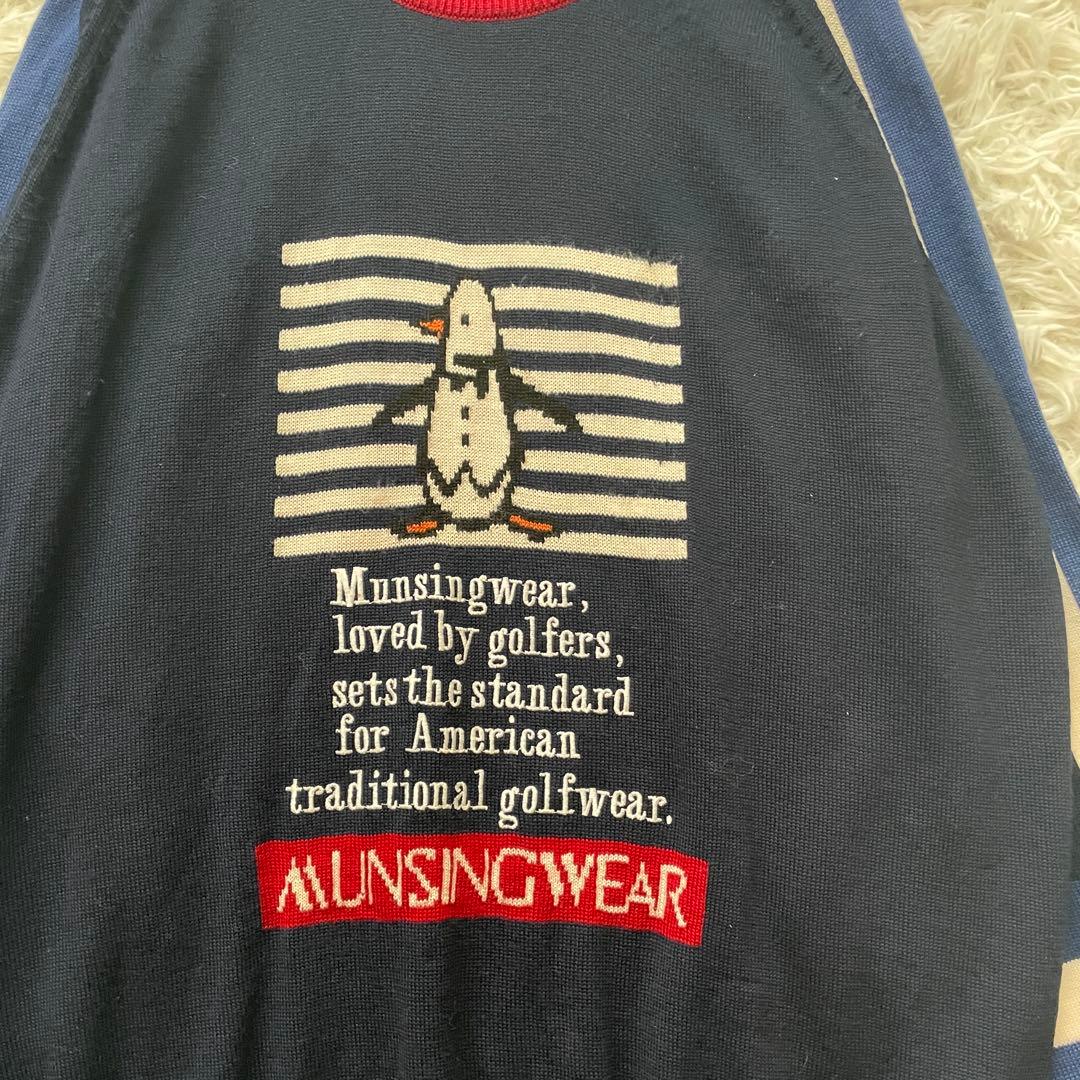 Munsingwear,
loved by golfers,
sets the standard
for American
traditional golfwear.
MUNSINGWEAR